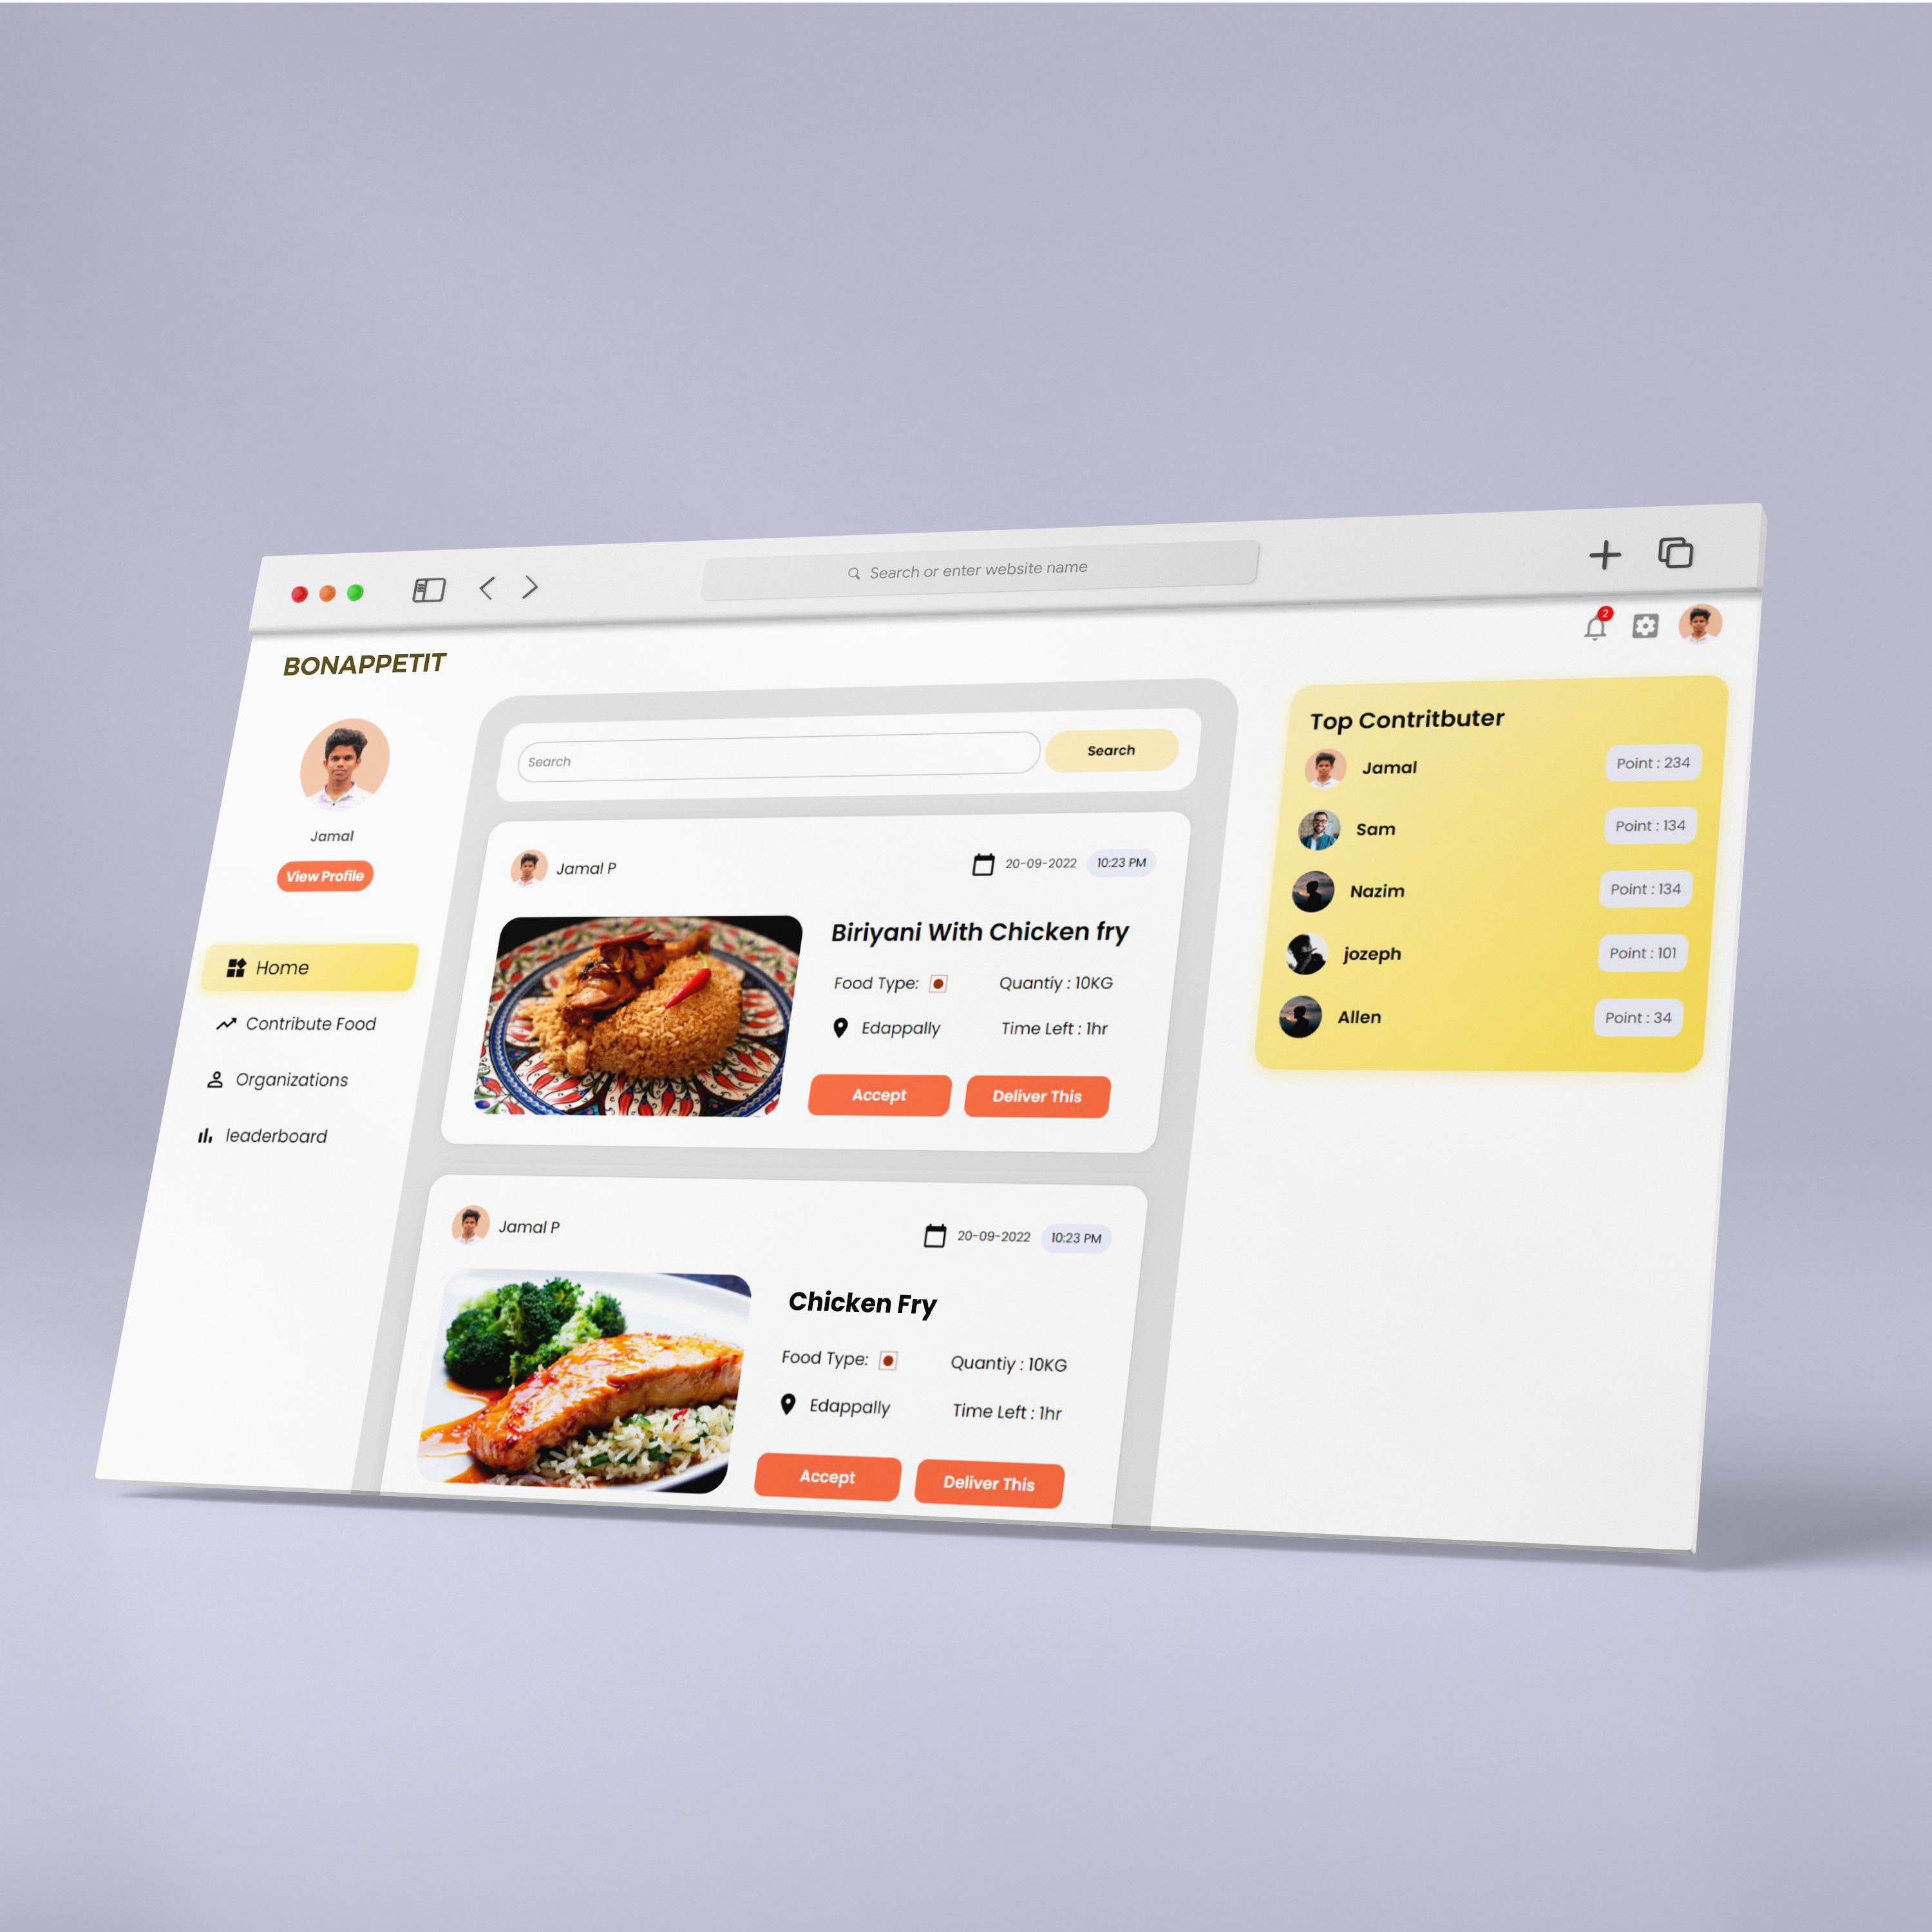 Search or enter website name
2
BONAPPETIT
Jamal
View Profile
Home
Contribute Food
Organizations
leaderboard
Search
Search
Jamal P
20-09-2022
10:23 PM
Biriyani With Chicken fry
Food Type:
Quantiy : 10KG
Edappally
Time Left : 1hr
Accept
Deliver This
Jamal P
20-09-2022
10:23 PM
Chicken Fry
Food Type:
Quantiy : 10KG
Edappally
Time Left : 1hr
Accept
Deliver This
Top Contritbuter
Jamal
Point : 234
Sam
Point : 134
Nazim
Point : 134
jozeph
Point : 101
Allen
Point : 34